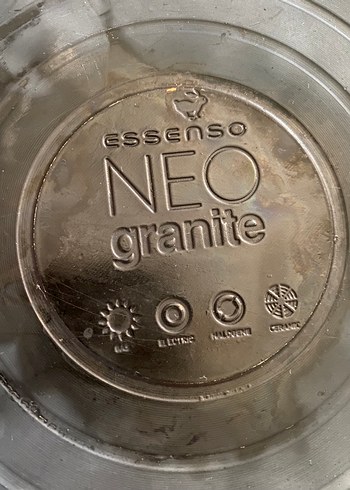 ESSENSO
NEO
granite
GAS
ELECTRIC
HALOGENE
CERAMIC